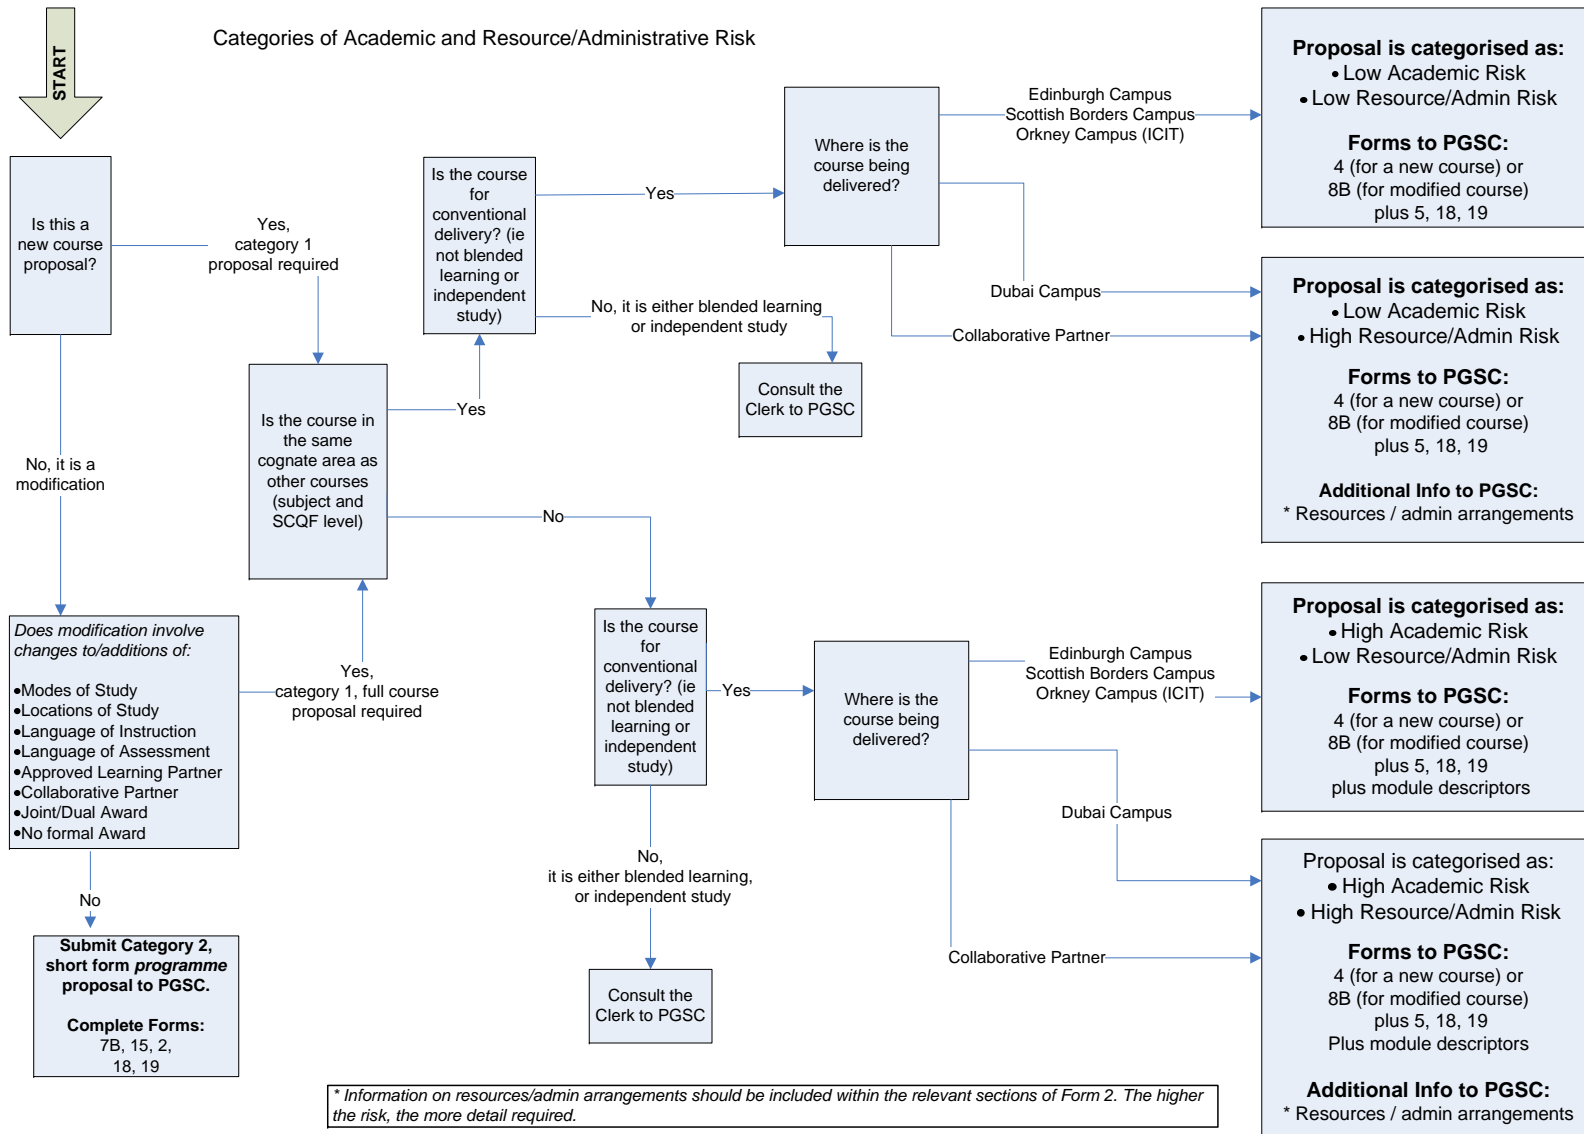 Categories of Academic and Resource/Administrative Risk
START
Is this a
new course
proposal?
Yes,
category 1
proposal required
No, it is a
modification
Does modification involve
changes to/additions of:
•Modes of Study
•Locations of Study
•Language of Instruction
•Language of Assessment
•Approved Learning Partner
•Collaborative Partner
•Joint/Dual Award
•No formal Award
Yes,
category 1, full course
proposal required
No
Submit Category 2,
short form programme
proposal to PGSC.
Complete Forms:
7B, 15, 2,
18, 19
Is the course in
the same
cognate area as
other courses
(subject and
SCQF level)
Yes
No
Is the course
for
conventional
delivery? (ie
not blended
learning or
independent
study)
Yes
No, it is either blended learning
or independent study
Consult the
Clerk to PGSC
Where is the
course being
delivered?
Edinburgh Campus
Scottish Borders Campus
Orkney Campus (ICIT)
Dubai Campus
Collaborative Partner
Proposal is categorised as:
• Low Academic Risk
• Low Resource/Admin Risk
Forms to PGSC:
4 (for a new course) or
8B (for modified course)
plus 5, 18, 19
Proposal is categorised as:
• Low Academic Risk
• High Resource/Admin Risk
Forms to PGSC:
4 (for a new course) or
8B (for modified course)
plus 5, 18, 19
Additional Info to PGSC:
* Resources / admin arrangements
Is the course
for
conventional
delivery? (ie
not blended
learning or
independent
study)
Yes
No,
it is either blended learning,
or independent study
Consult the
Clerk to PGSC
Where is the
course being
delivered?
Edinburgh Campus
Scottish Borders Campus
Orkney Campus (ICIT)
Dubai Campus
Collaborative Partner
Proposal is categorised as:
• High Academic Risk
• Low Resource/Admin Risk
Forms to PGSC:
4 (for a new course) or
8B (for modified course)
plus 5, 18, 19
plus module descriptors
Proposal is categorised as:
• High Academic Risk
• High Resource/Admin Risk
Forms to PGSC:
4 (for a new course) or
8B (for modified course)
plus 5, 18, 19
Plus module descriptors
Additional Info to PGSC:
* Resources / admin arrangements
* Information on resources/admin arrangements should be included within the relevant sections of Form 2. The higher
the risk, the more detail required.